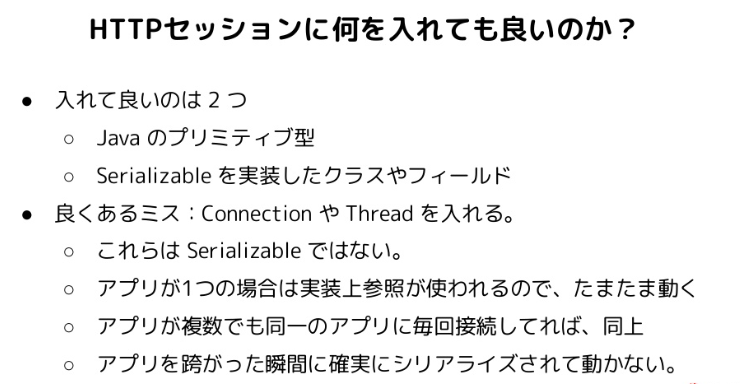 HTTPセッションに何を入れても良いのか？
● 入れて良いのは 2 つ
○ Java のプリミティブ型
○ Serializable を実装したクラスやフィールド
● 良くあるミス：Connection や Thread を入れる。
○ これらは Serializable ではない。
○ アプリが1つの場合は実装上参照が使われるので、たまたま動く
○ アプリが複数でも同一のアプリに毎回接続してれば、同上
○ アプリを跨がった瞬間に確実にシリアライズされて動かない。